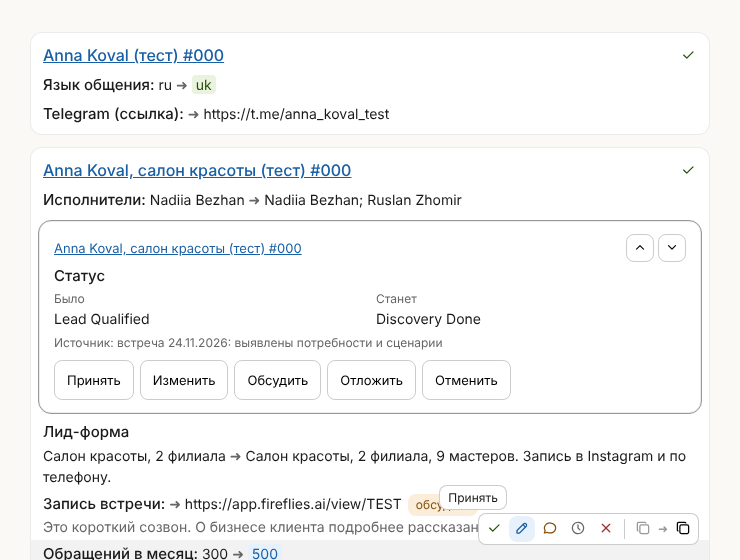 Anna Koval (тест) #000
Язык общения: ru → uk
Telegram (ссылка): → https://t.me/anna_koval_test
Anna Koval, салон красоты (тест) #000
Исполнители: Nadiia Bezhan → Nadiia Bezhan; Ruslan Zhomir
Anna Koval, салон красоты (тест) #000
Статус
Было Станет
Lead Qualified Discovery Done
Источник: встреча 24.11.2026: выявлены потребности и сценарии
Принять Изменить Обсудить Отложить Отменить
Лид-форма
Салон красоты, 2 филиала → Салон красоты, 2 филиала, 9 мастеров. Запись в Instagram и по
телефону.
Запись встречи: → https://app.fireflies.ai/view/TEST
Принять
Это короткий созвон. О бизнесе клиента подробнее рассказан
Обращений в месяц: 300 → 500